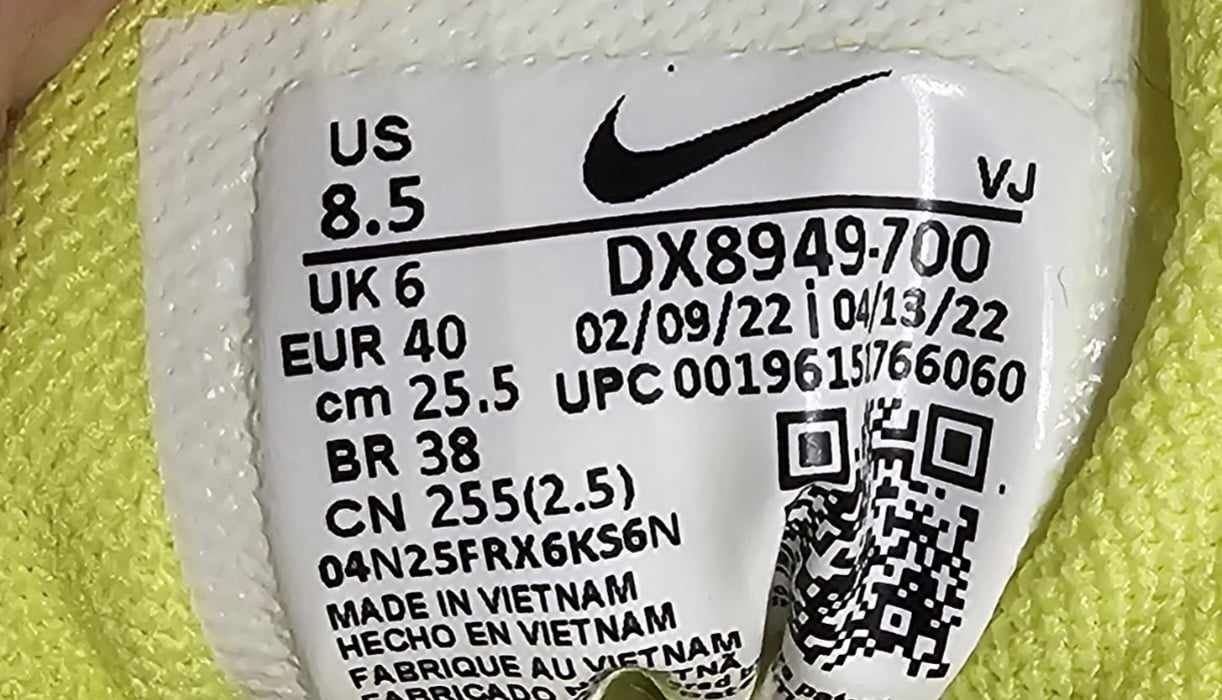 US
8.5
VJ
UK 6
EUR 40
cm 25.5
BR 38
CN 255(2.5)
DX8949-700
02/09/22 | 04/13/22
UPC
04N25FRX6KS6N
MADE IN VIETNAM
HECHO EN VIETNAM
FABRIQUE AU VIETNAM
FABRICADO